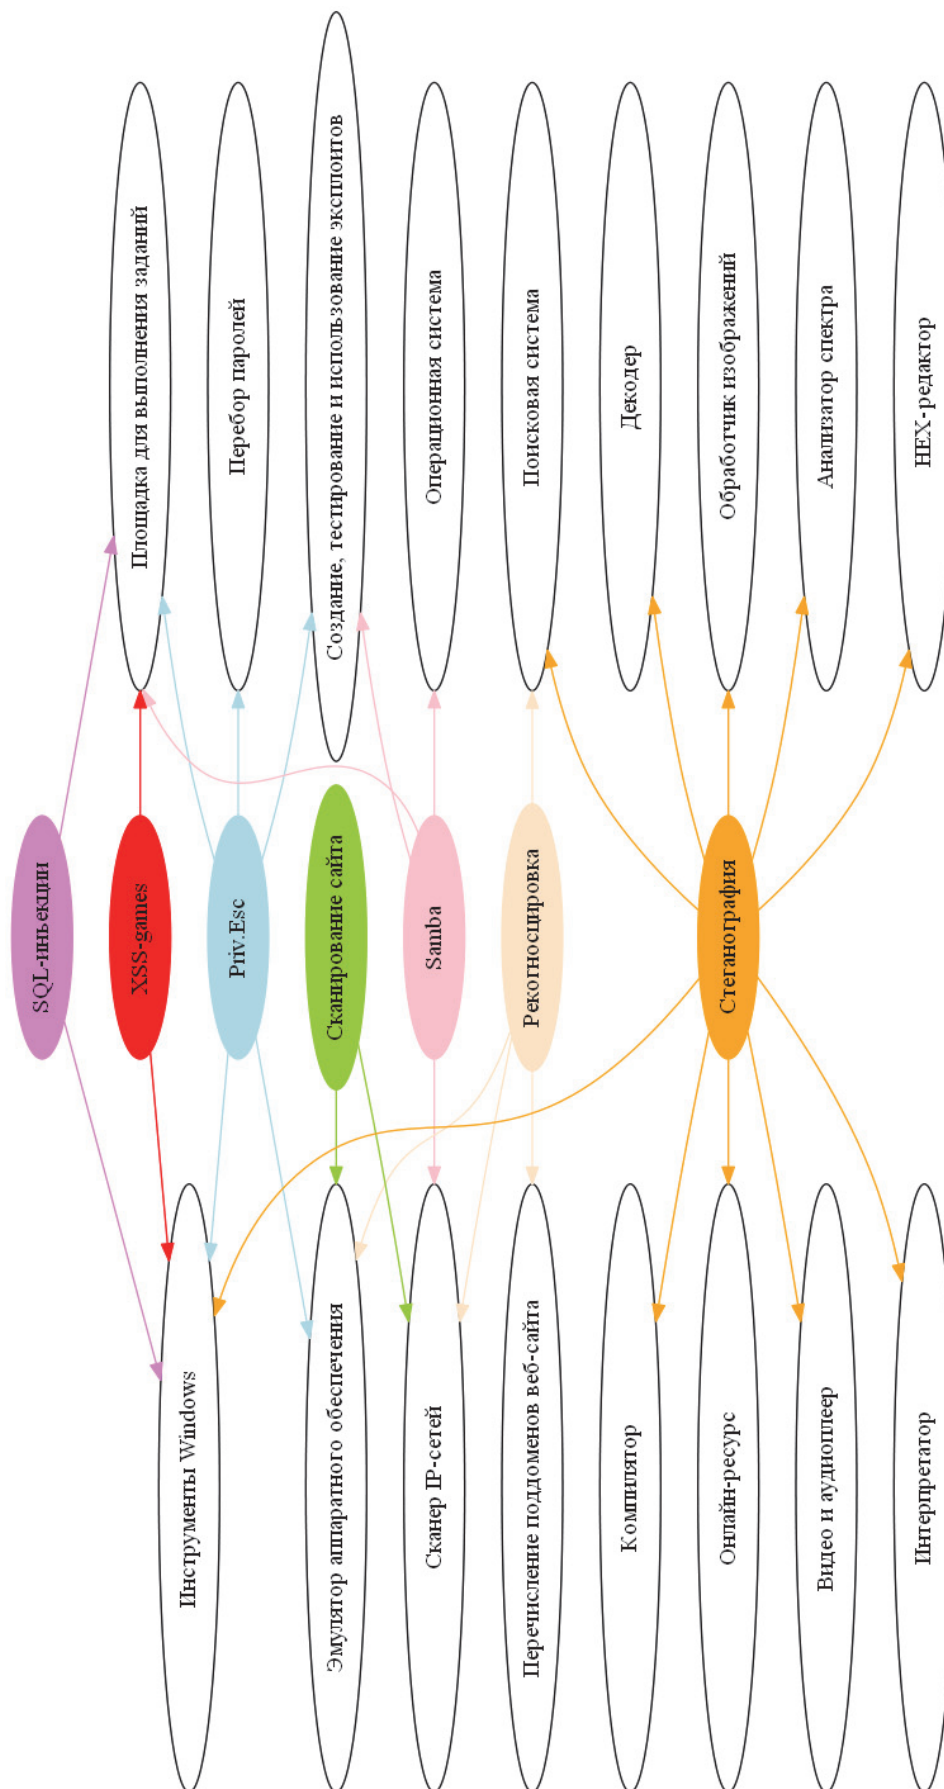 SQL-иньекции
XSS-games
Priv.Esc
Сканирование сайта
Samba
Рекогносцировка
Стеганография
Площадка для выполнения заданий
Перебор паролей
Создание, тестирование и использование эксплоитов
Операционная система
Поисковая система
Декодер
Обработчик изображений
Анализатор спектра
HEX-редактор
Инструменты Windows
Эмулятор аппаратного обеспечения
Сканер IP-сетей
Перечисление поддоменов веб-сайта
Компилятор
Онлайн-ресурс
Видео и аудиоплеер
Интерпретатор